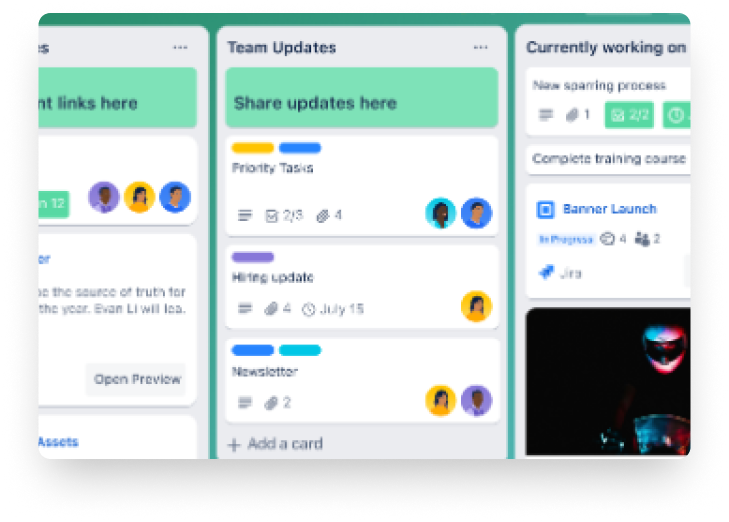 es
nt links here
n 12
er
be the source of truth for
the year. Evan Li will lea.
Open Preview
Assets
Team Updates
Share updates here
Priority Tasks
2/3
4
Hiring update
4
July 15
Newsletter
2
+ Add a card
Currently working on
New sparring process
1
2/2
Complete training course
Banner Launch
In Progress
4
2
Jira